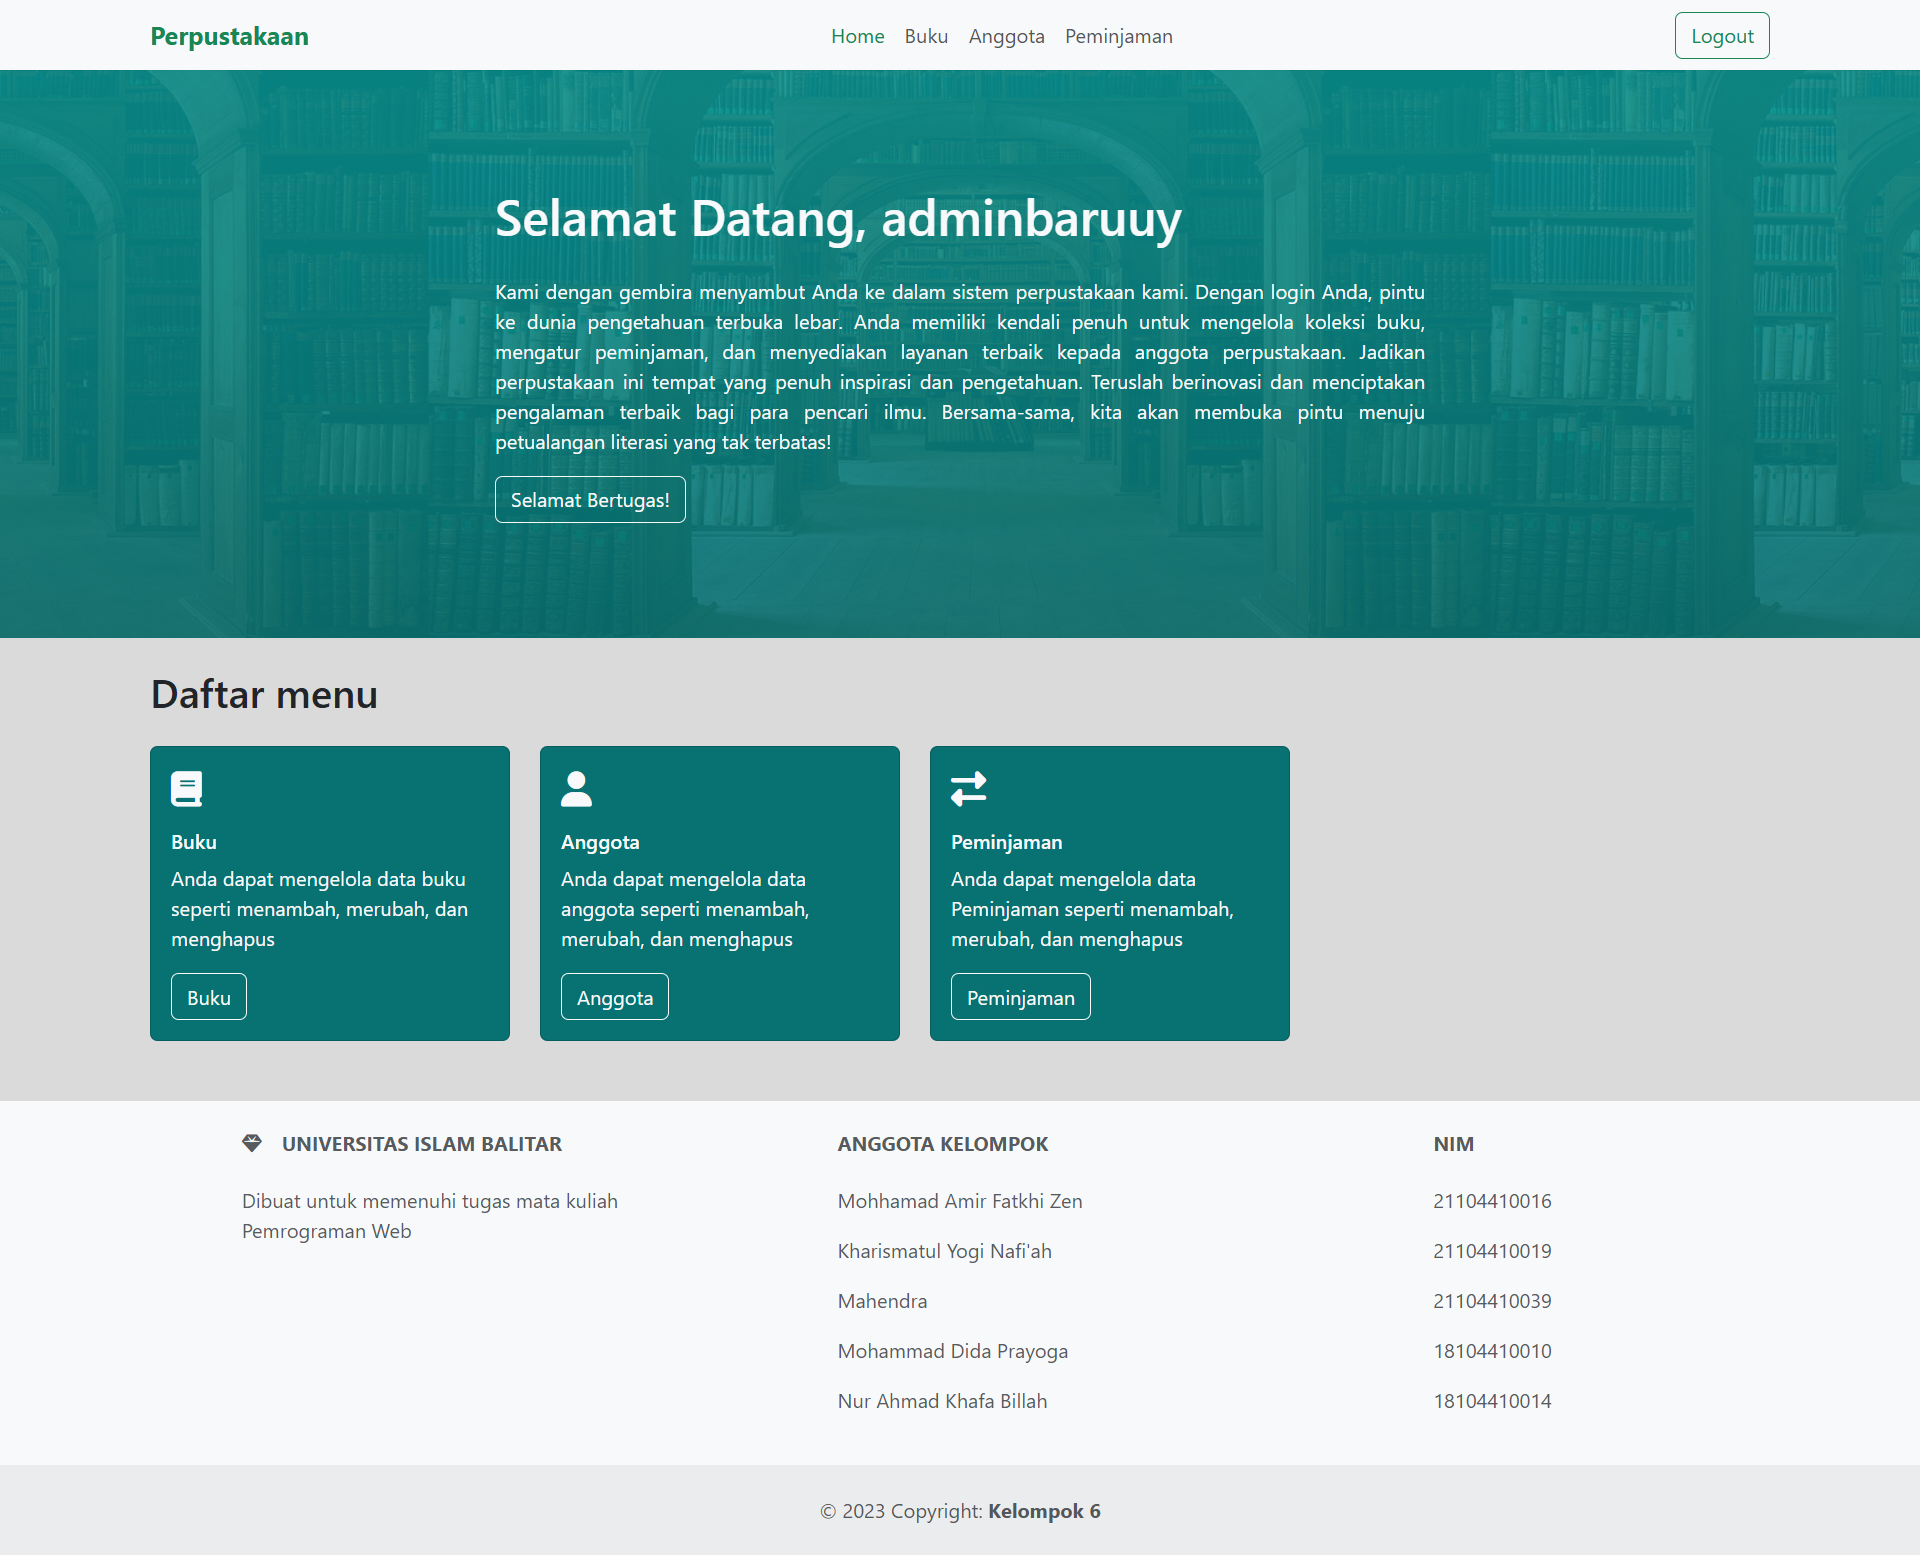 Perpustakaan
Home Buku Anggota Peminjaman
Logout
Selamat Datang, adminbaruuy
Kami dengan gembira menyambut Anda ke dalam sistem perpustakaan kami. Dengan login Anda, pintu
ke dunia pengetahuan terbuka lebar. Anda memiliki kendali penuh untuk mengelola koleksi buku,
mengatur peminjaman, dan menyediakan layanan terbaik kepada anggota perpustakaan. Jadikan
perpustakaan ini tempat yang penuh inspirasi dan pengetahuan. Teruslah berinovasi dan menciptakan
pengalaman terbaik bagi para pencari ilmu. Bersama-sama, kita akan membuka pintu menuju
petualangan literasi yang tak terbatas!
Selamat Bertugas!
Daftar menu
Buku
Anda dapat mengelola data buku
seperti menambah, merubah, dan
menghapus
Buku
Anggota
Anda dapat mengelola data
anggota seperti menambah,
merubah, dan menghapus
Anggota
Peminjaman
Anda dapat mengelola data
Peminjaman seperti menambah,
merubah, dan menghapus
Peminjaman
UNIVERSITAS ISLAM BALITAR
Dibuat untuk memenuhi tugas mata kuliah
Pemrograman Web
ANGGOTA KELOMPOK
Mohhamad Amir Fatkhi Zen
Kharismatul Yogi Nafi'ah
Mahendra
Mohammad Dida Prayoga
Nur Ahmad Khafa Billah
NIM
21104410016
21104410019
21104410039
18104410010
18104410014
© 2023 Copyright: Kelompok 6